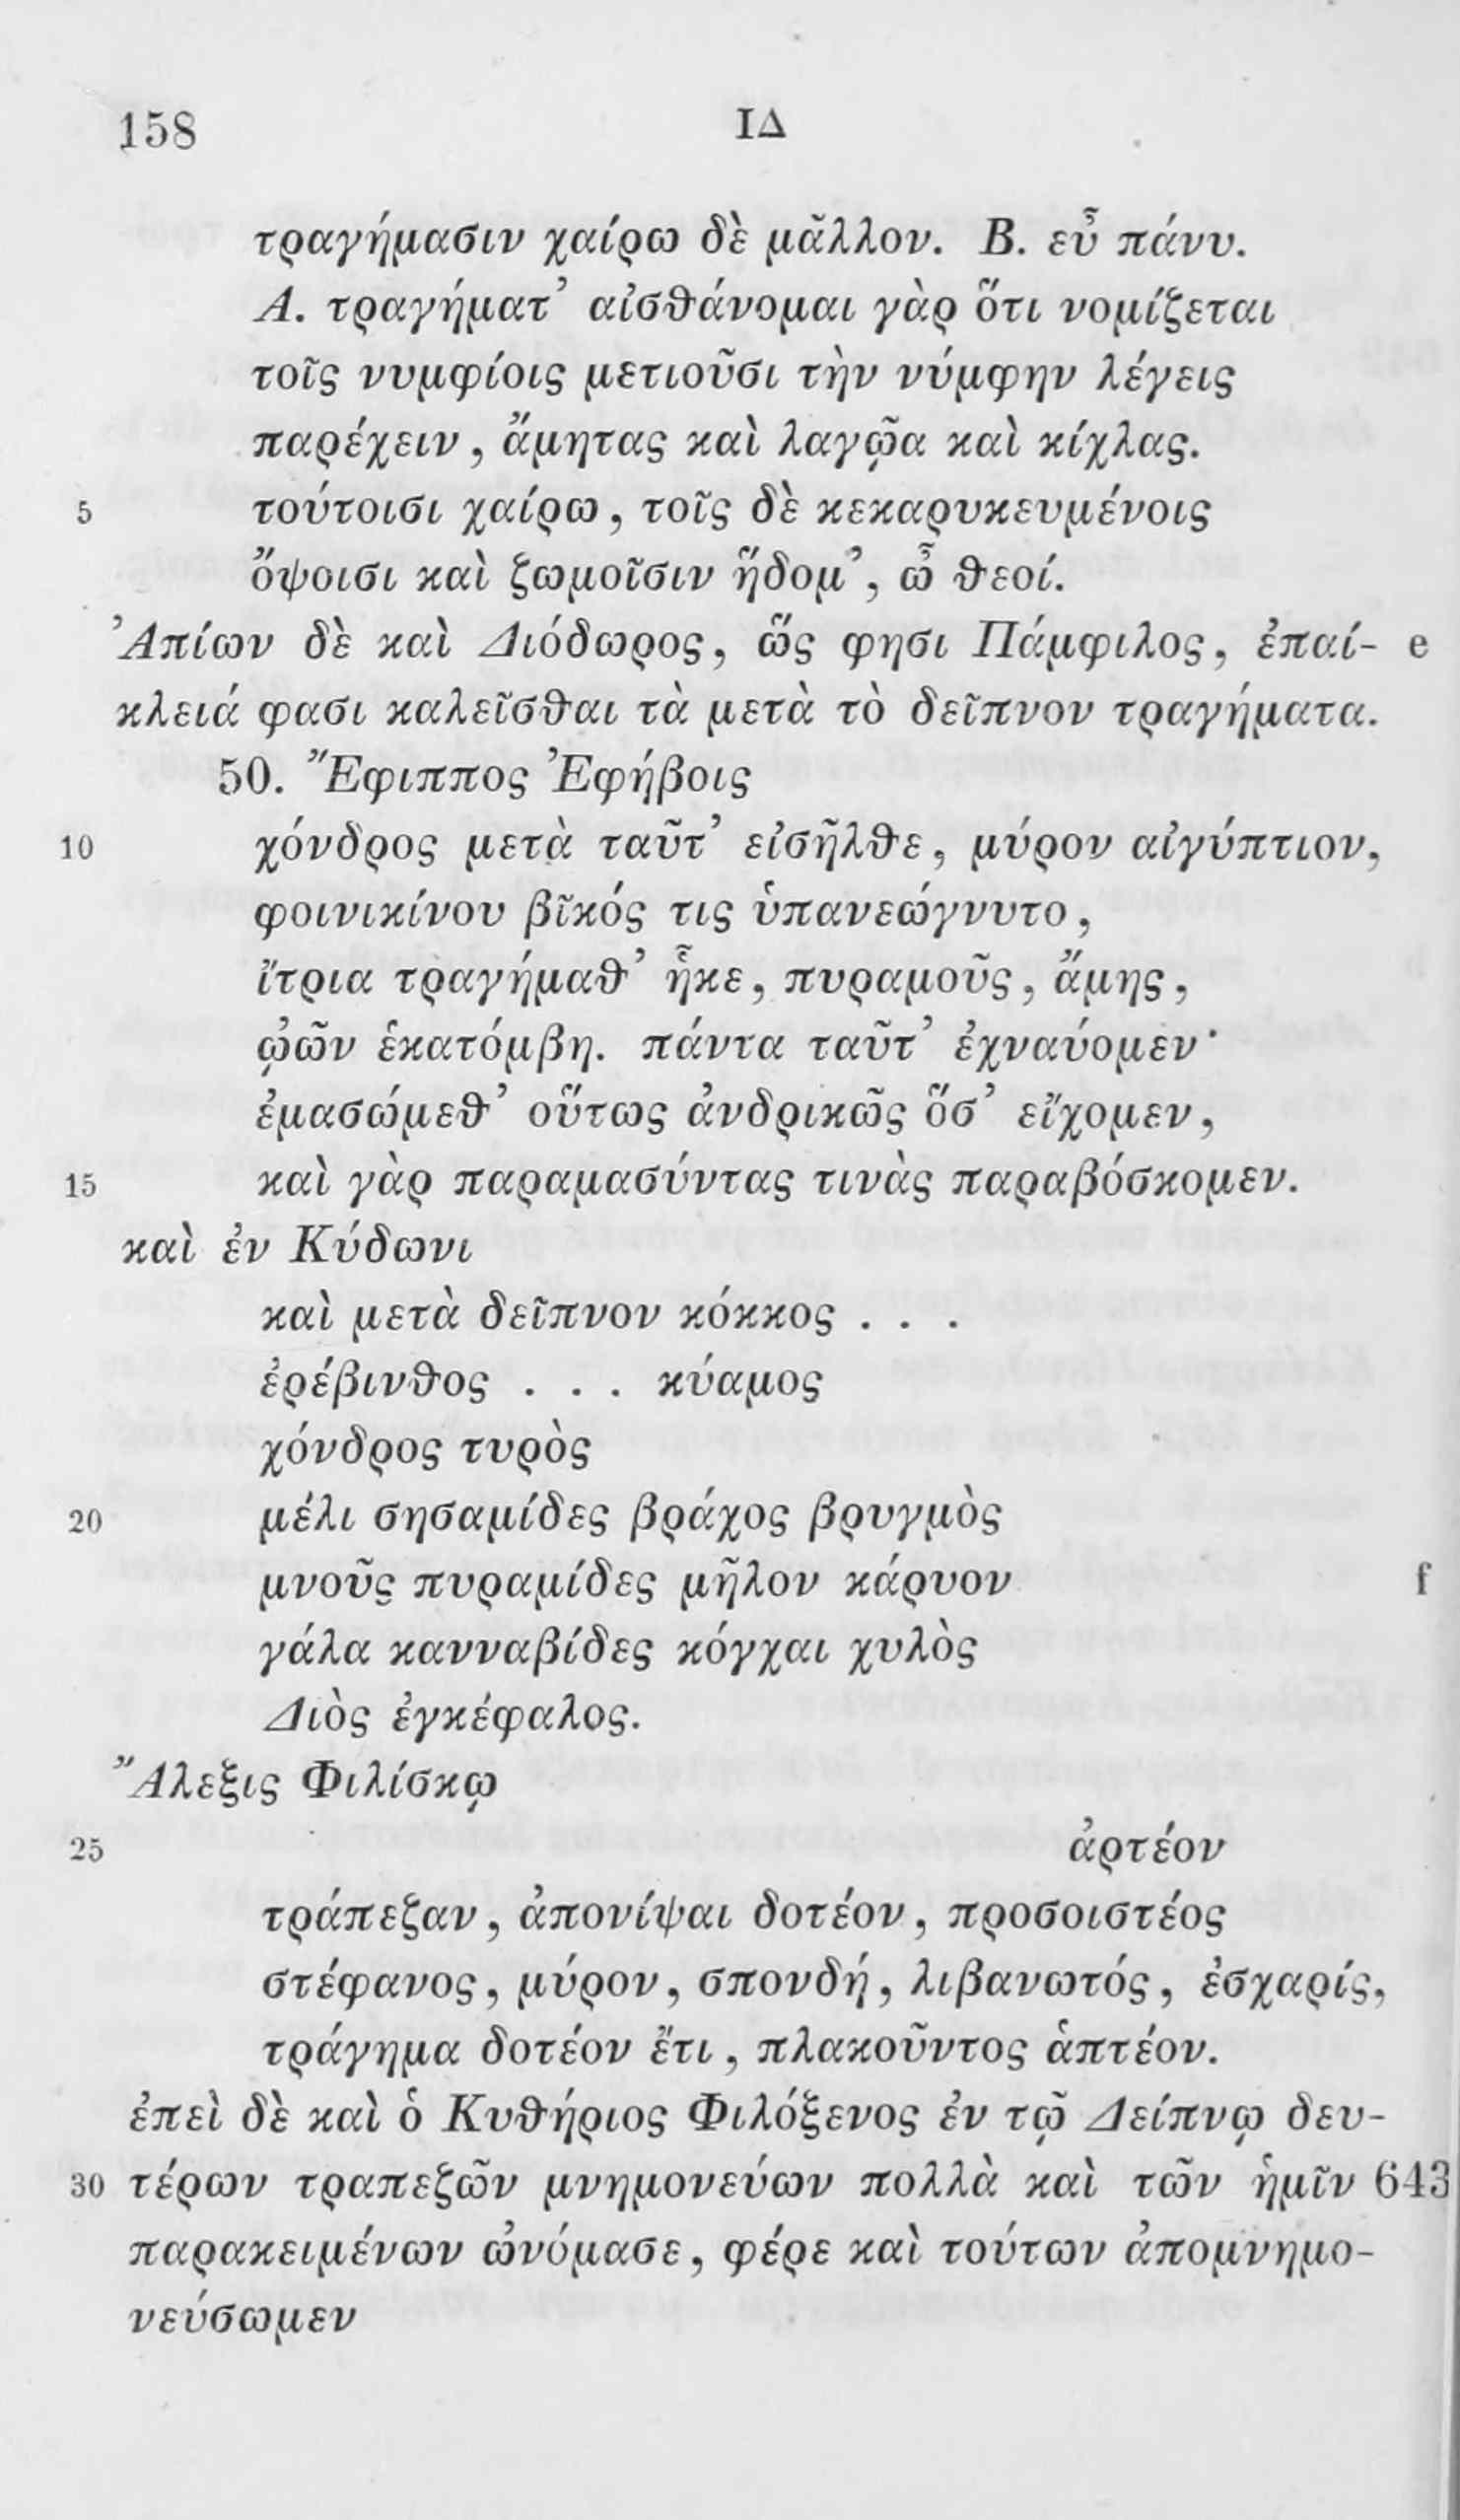 158 ΙΔ
τραγήμασιν χαίρω δὲ μᾶλλον. Β. εὖ πάνυ.
Α. τραγήματ’ αἰσθάνομαι γὰρ ὅτι νομίζεται
τοῖς νυμφίοις μετιοῦσι τὴν νύμφην λέγεις
παρέχειν, ἄμητας καὶ λαγῷα καὶ κίχλας.
5 τούτοισι χαίρω, τοῖς δὲ κεκαρυκευμένοις
ὄψοισι καὶ ζωμοῖσιν ἥδομ’, ὦ θεοί.
Ἀπίων δὲ καὶ Διόδωρος, ὥς φησι Πάμφιλος, ἐπαί- e
κλειά φασι καλεῖσθαι τὰ μετὰ τὸ δεῖπνον τραγήματα.
50. Ἔφιππος Ἐφήβοις
10 χόνδρος μετὰ ταῦτ’ εἰσῆλθε, μύρον αἰγύπτιον,
φοινικίνου βῖκός τις ὑπανεώγνυτο,
ἴτρια τραγήμαθ’ ἧκε, πυραμοῦς, ἄμης,
ᾠῶν ἑκατόμβη. πάντα ταῦτ’ ἐχναύομεν·
ἐμασώμεθ’ οὕτως ἀνδρικῶς ὅσ’ εἴχομεν,
15 καὶ γὰρ παραμασύντας τινὰς παραβόσκομεν.
καὶ ἐν Κύδωνι
καὶ μετὰ δεῖπνον κόκκος . . .
ἐρέβινθος . . . κύαμος
χόνδρος τυρὸς
20 μέλι σησαμίδες βράχος βρυγμὸς
μνοῦς πυραμίδες μῆλον κάρυον f
γάλα κανναβίδες κόγχαι χυλὸς
Διὸς ἐγκέφαλος.
Ἄλεξις Φιλίσκῳ
25 ἀρτέον
τράπεζαν, ἀπονίψαι δοτέον, προσοιστέος
στέφανος, μύρον, σπονδή, λιβανωτός, ἐσχαρίς,
τράγημα δοτέον ἔτι, πλακοῦντος ἁπτέον.
ἐπεὶ δὲ καὶ ὁ Κυθήριος Φιλόξενος ἐν τῷ Δείπνῳ δευ-
30 τέρων τραπεζῶν μνημονεύων πολλὰ καὶ τῶν ἡμῖν 643
παρακειμένων ὠνόμασε, φέρε καὶ τούτων ἀπομνημο-
νεύσωμεν